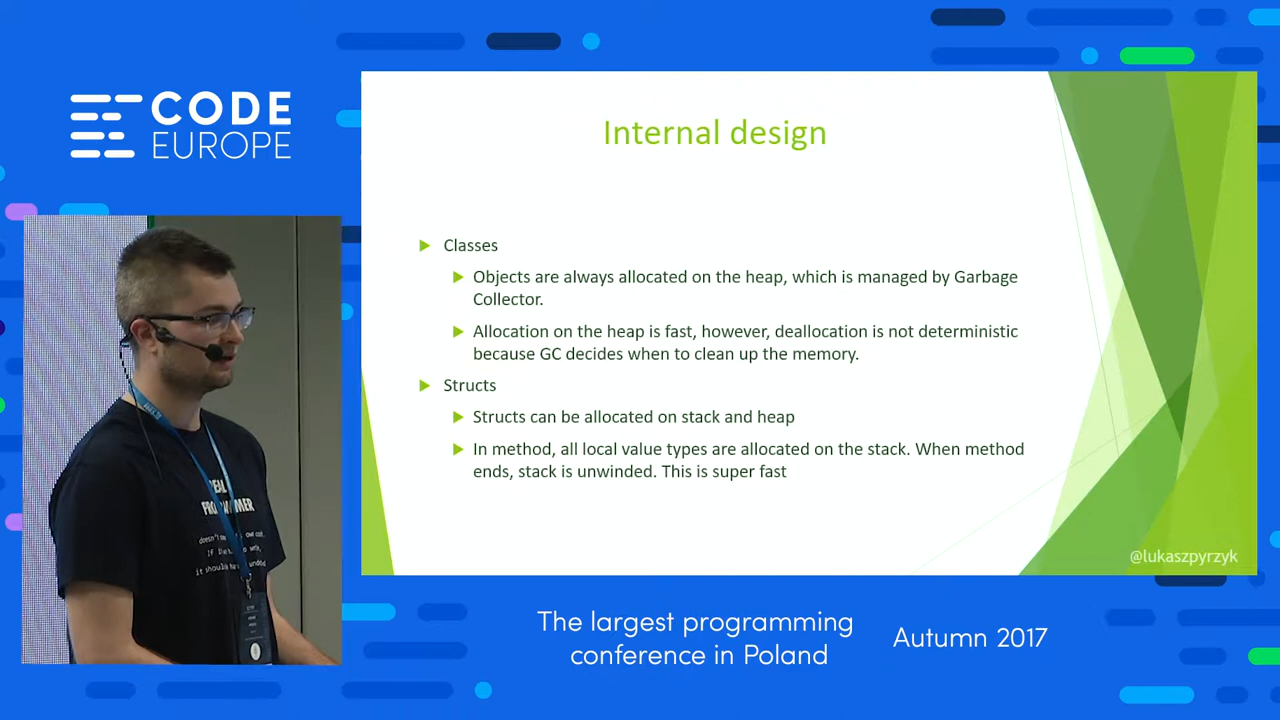 CODE
EUROPE
Internal design
Classes
Objects are always allocated on the heap, which is managed by Garbage
Collector.
Allocation on the heap is fast, however, deallocation is not deterministic
because GC decides when to clean up the memory.
Structs
Structs can be allocated on stack and heap
In method, all local value types are allocated on the stack. When method
ends, stack is unwinded. This is super fast
@lukaszpyrzyk
The largest programming
conference in Poland
Autumn 2017